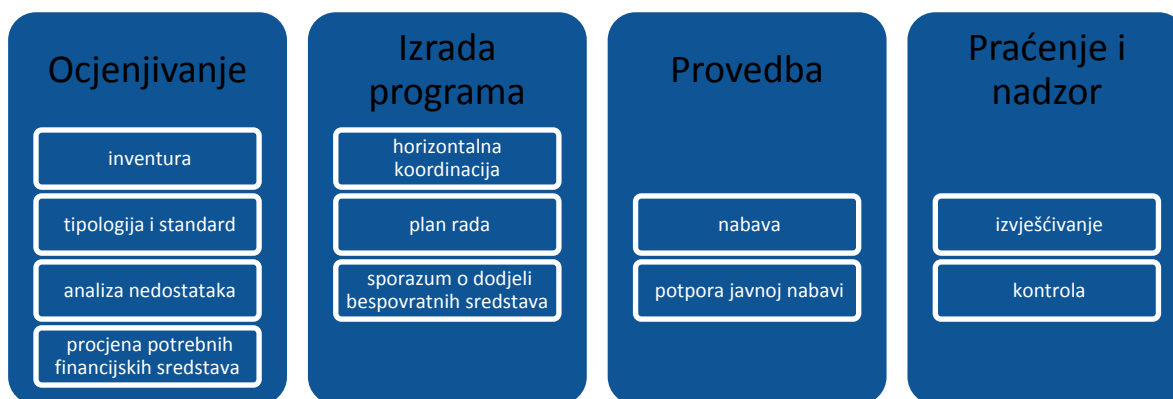 Ocjenjivanje
inventura
tipologija i standard
analiza nedostataka
procjena potrebnih
financijskih sredstava
Izrada
programa
horizontalna
koordinacija
plan rada
sporazum o dodjeli
bespovratnih sredstava
Provedba
nabava
potpora javnoj nabavi
Praćenje i
nadzor
izvješćivanje
kontrola